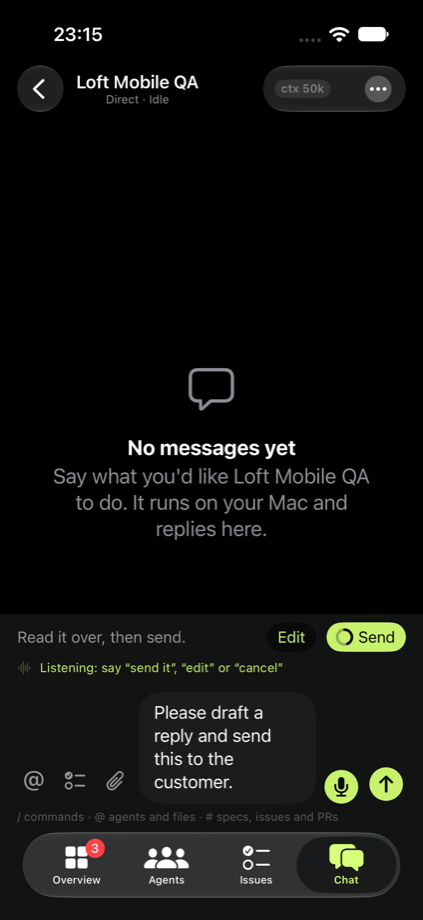 23:15
Loft Mobile QA
Direct · Idle
ctx 50k
No messages yet
Say what you'd like Loft Mobile QA
to do. It runs on your Mac and
replies here.
Read it over, then send.
Edit
Send
Listening: say “send it”, “edit” or “cancel”
Please draft a
reply and send
this to the
customer.
/ commands · @ agents and files · # specs, issues and PRs
3
Overview
Agents
Issues
Chat